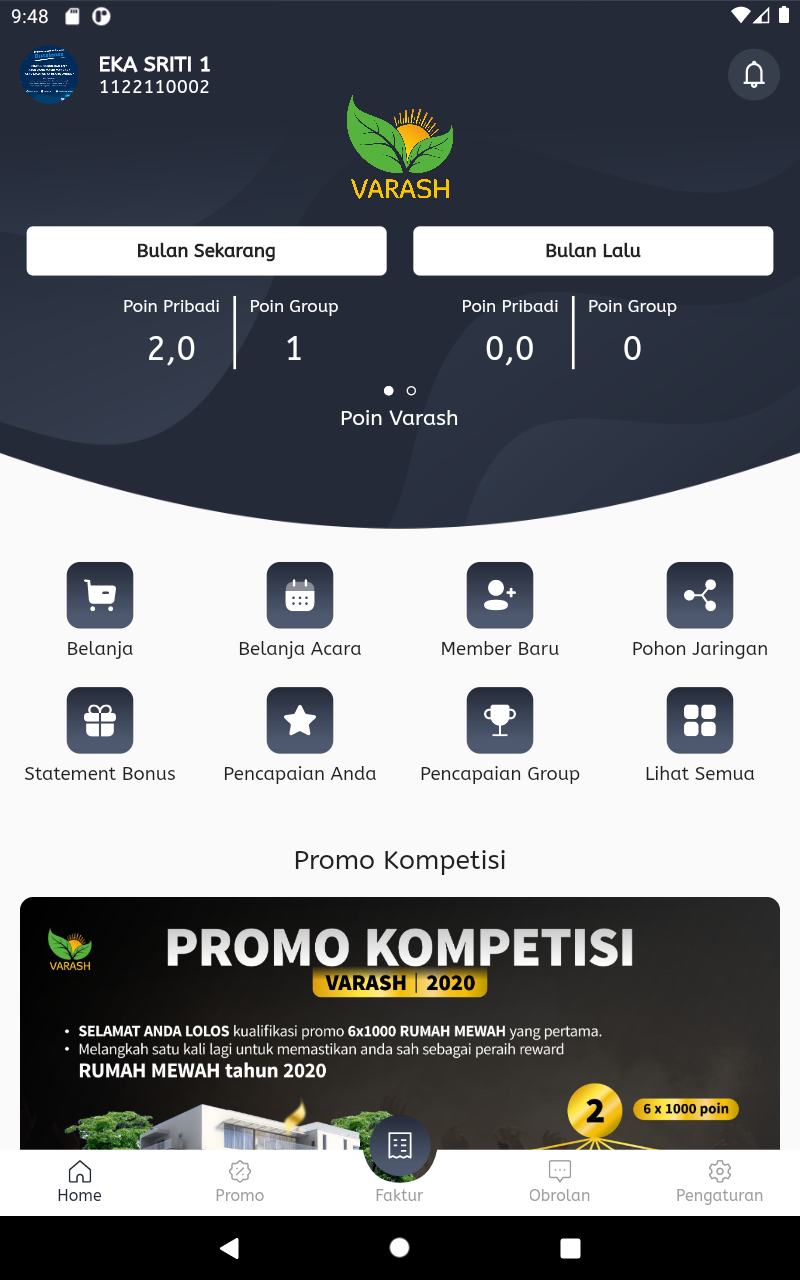 9:48
EKA SRITI 1
1122110002
VARASH
Bulan Sekarang
Bulan Lalu
Poin Pribadi
Poin Group
Poin Pribadi
Poin Group
2,0
1
0,0
0
Poin Varash
Belanja
Belanja Acara
Member Baru
Pohon Jaringan
Statement Bonus
Pencapaian Anda
Pencapaian Group
Lihat Semua
Promo Kompetisi
VARASH
PROMO KOMPETISI
VARASH | 2020
• SELAMAT ANDA LOLOS kualifikasi promo 6x1000 RUMAH MEWAH yang pertama.
• Melangkah satu kali lagi untuk memastikan anda sah sebagai peraih reward
RUMAH MEWAH tahun 2020
2
6 x 1000 poin
Home
Promo
Faktur
Obrolan
Pengaturan